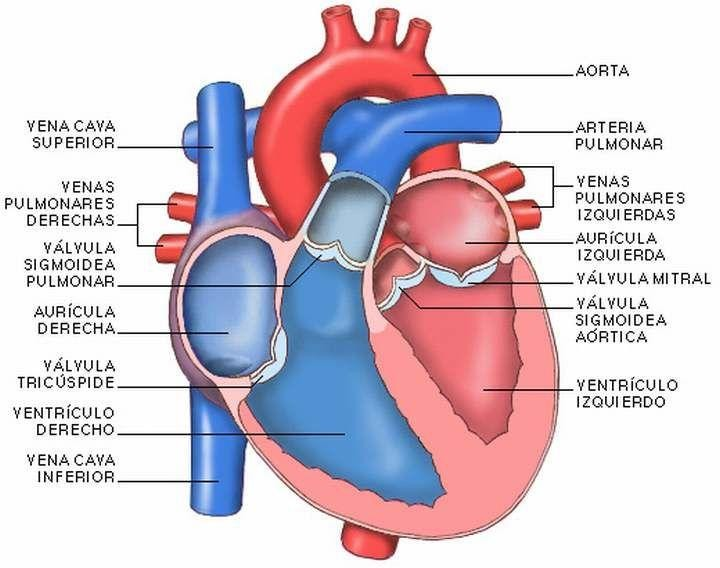 VENA CAVA
SUPERIOR
VENAS
PULMONARES
DERECHAS
VÁLVULA
SIGMOIDEA
PULMONAR
AURÍCULA
DERECHA
VÁLVULA
TRICÚSPIDE
VENTRÍCULO
DERECHO
VENA CAVA
INFERIOR
AORTA
ARTERIA
PULMONAR
VENAS
PULMONARES
IZQUIERDAS
AURÍCULA
IZQUIERDA
VÁLVULA MITRAL
VÁLVULA
SIGMOIDEA
AÓRTICA
VENTRÍCULO
IZQUIERDO